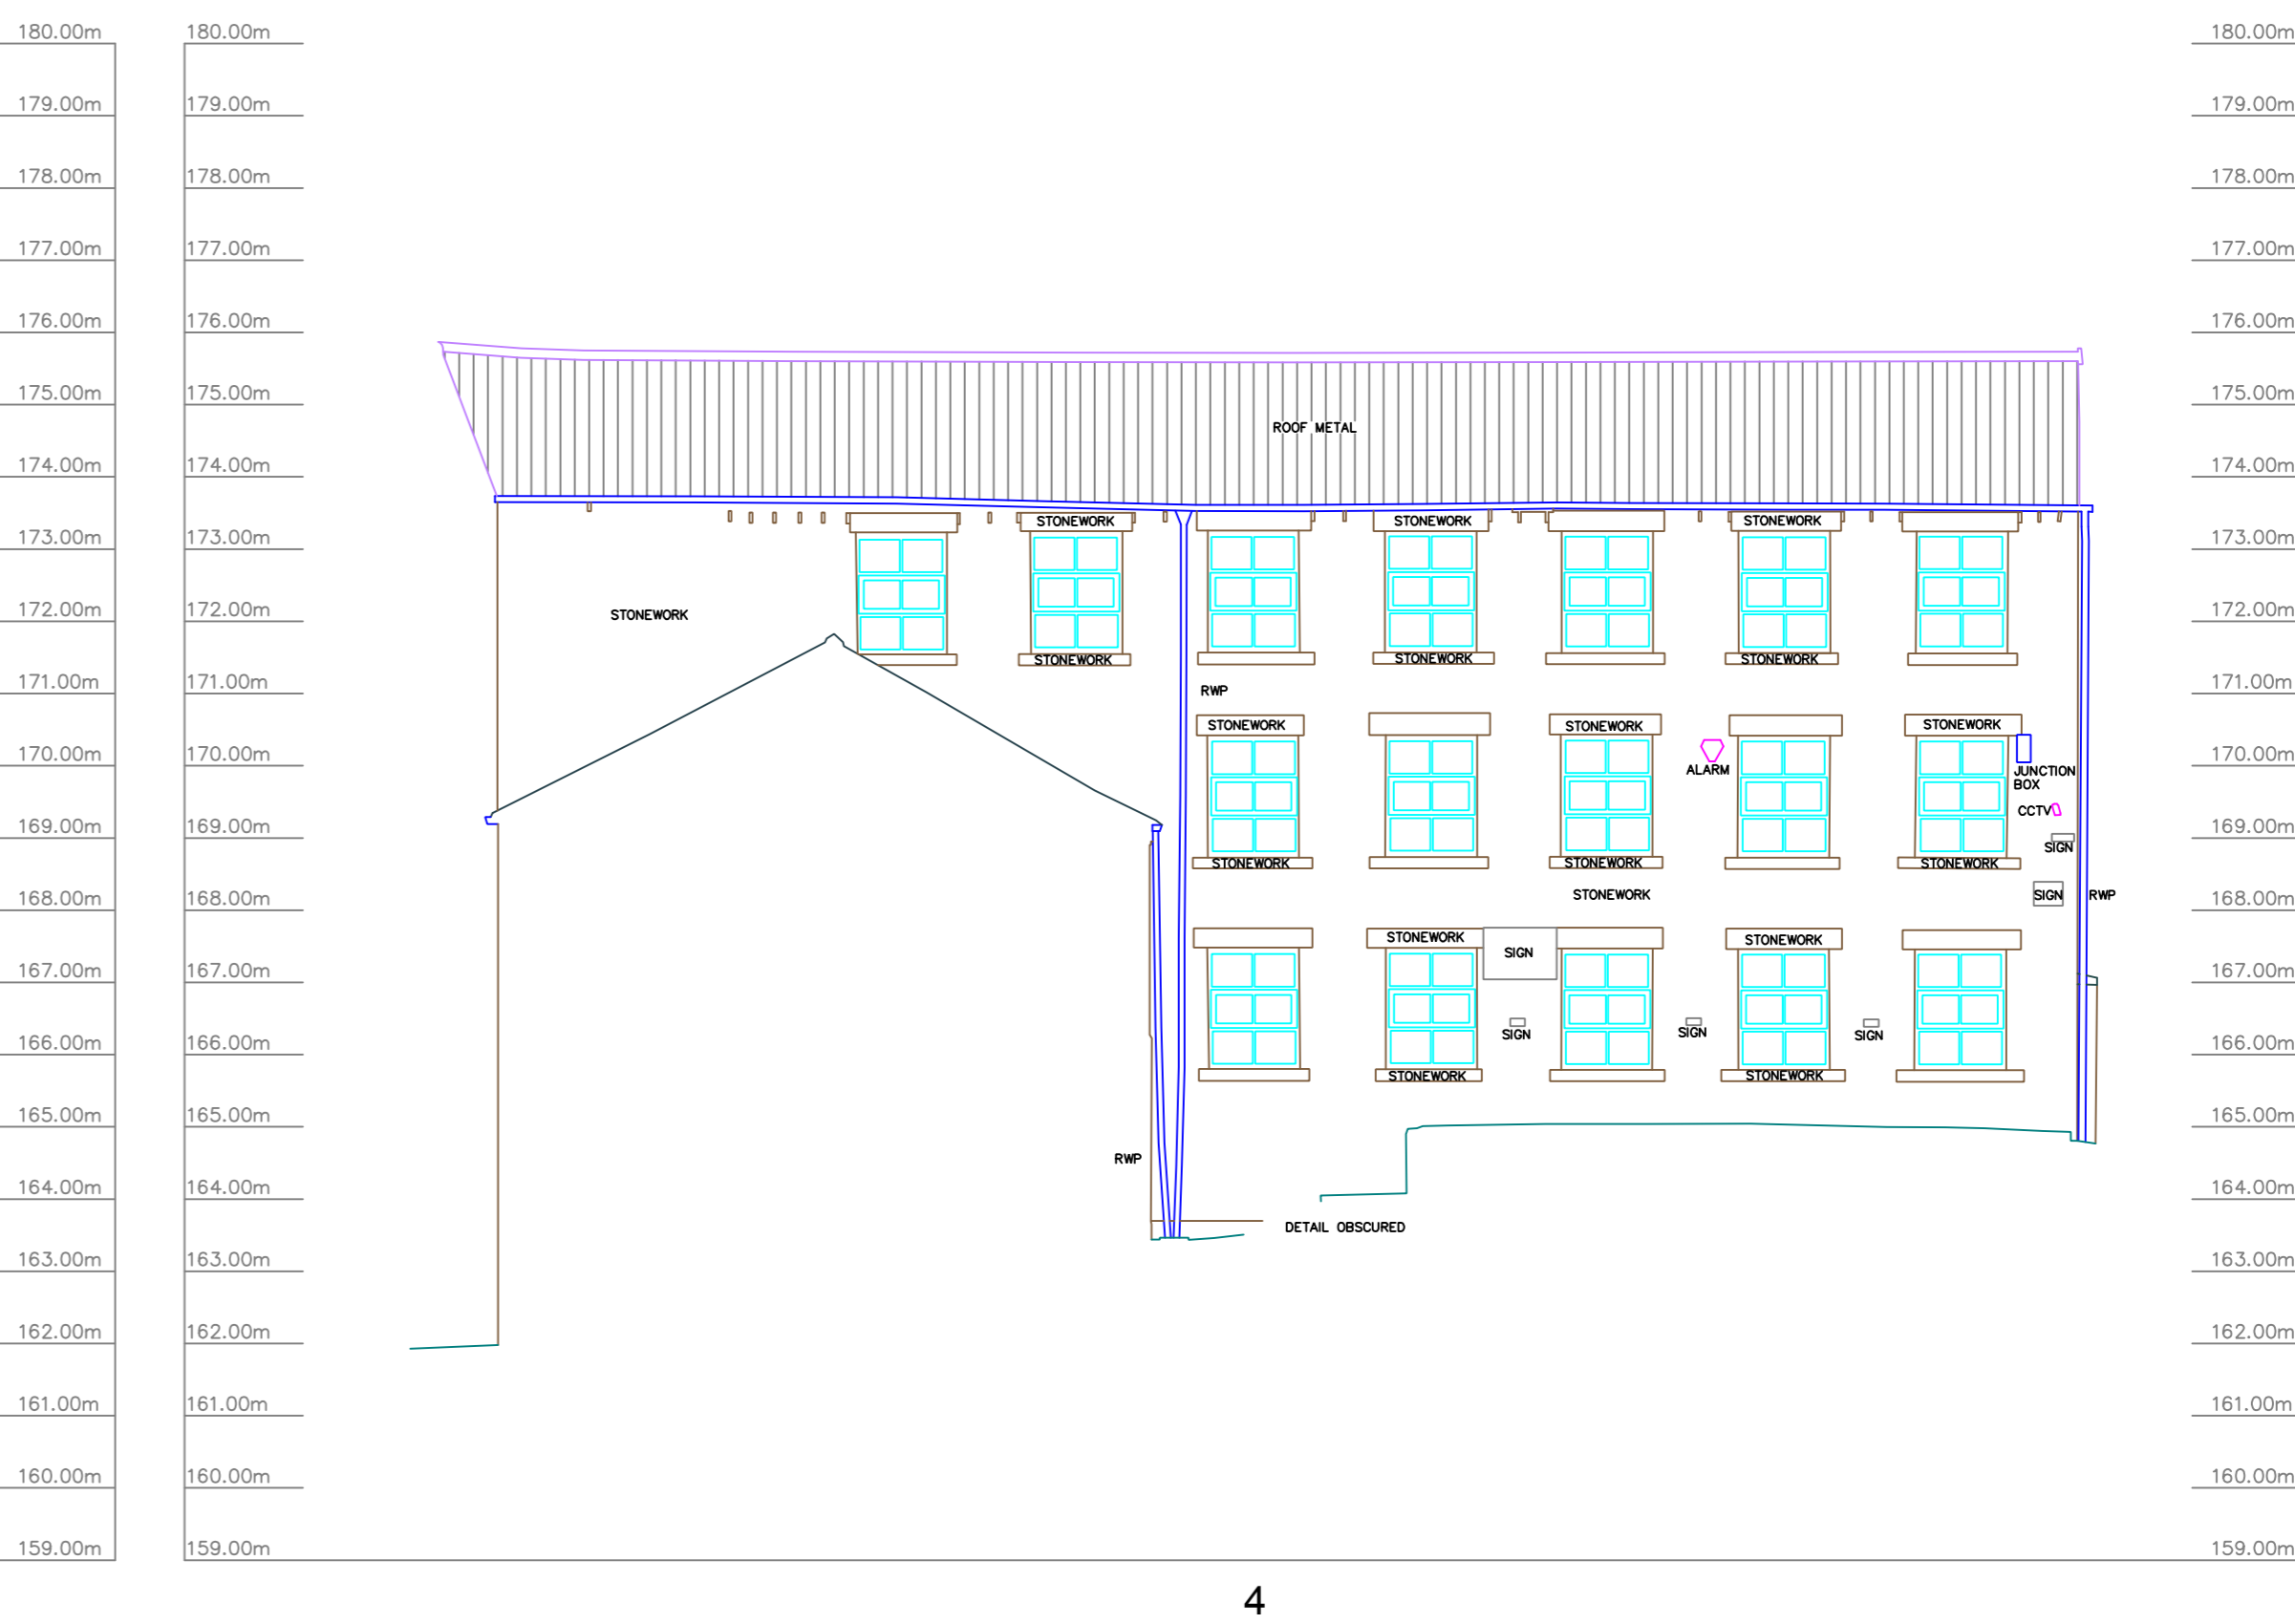 180.00m 180.00m 180.00m
179.00m 179.00m 179.00m
178.00m 178.00m 178.00m
177.00m 177.00m 177.00m
176.00m 176.00m 176.00m
175.00m 175.00m 175.00m
ROOF METAL
174.00m 174.00m 174.00m
STONEWORK STONEWORK STONEWORK
173.00m 173.00m 173.00m
172.00m 172.00m 172.00m
STONEWORK
STONEWORK STONEWORK STONEWORK
171.00m 171.00m 171.00m
RWP
STONEWORK STONEWORK STONEWORK
170.00m 170.00m 170.00m
ALARM
JUNCTION
BOX
CCTV
169.00m 169.00m 169.00m
SIGN
STONEWORK STONEWORK STONEWORK
STONEWORK
SIGN
RWP
168.00m 168.00m 168.00m
STONEWORK STONEWORK
SIGN
167.00m 167.00m 167.00m
SIGN SIGN SIGN
166.00m 166.00m 166.00m
STONEWORK STONEWORK
165.00m 165.00m 165.00m
RWP
164.00m 164.00m 164.00m
DETAIL OBSCURED
163.00m 163.00m 163.00m
162.00m 162.00m 162.00m
161.00m 161.00m 161.00m
160.00m 160.00m 160.00m
159.00m 159.00m 159.00m
4